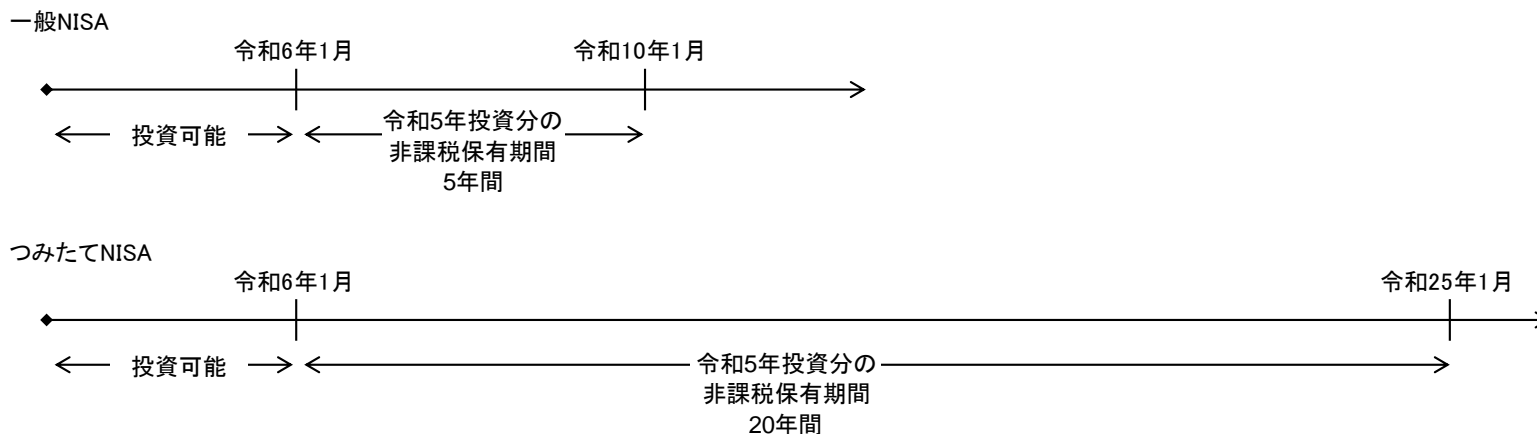 一般NISA
令和6年1月
令和10年1月
投資可能
令和5年投資分の
非課税保有期間
5年間
つみたてNISA
令和6年1月
令和25年1月
投資可能
令和5年投資分の
非課税保有期間
20年間